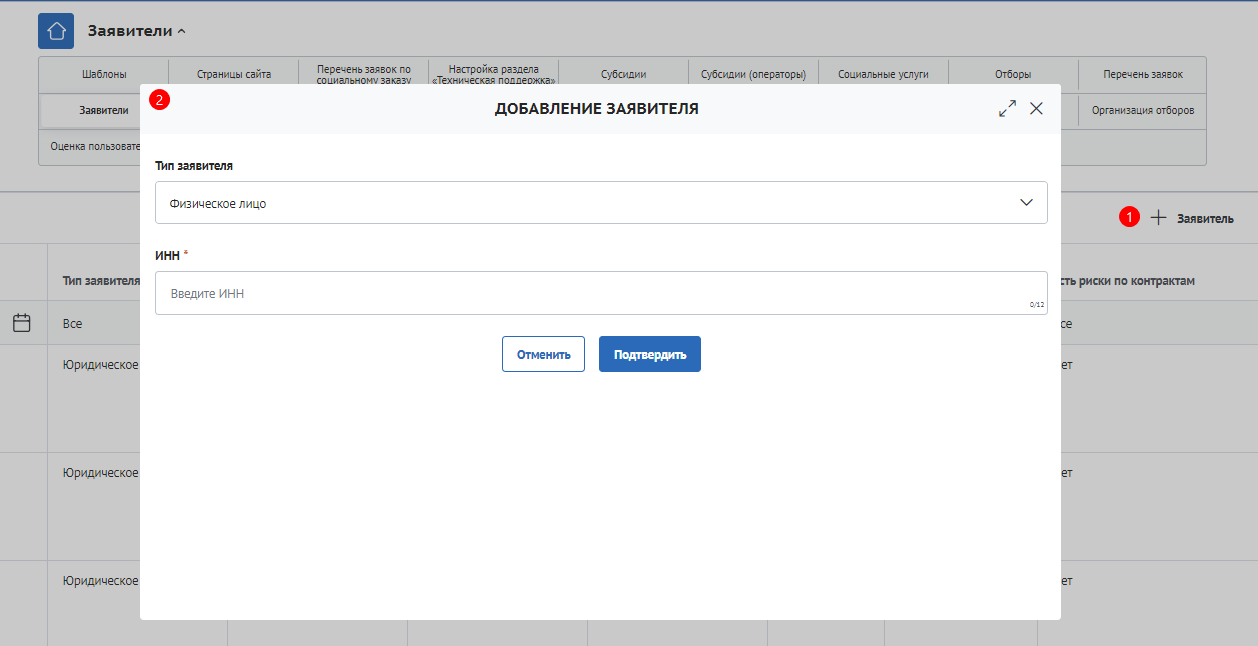 Заявители
Шаблоны
Страницы сайта
Перечень заявок по
социальному заказу
Настройка раздела
«Техническая поддержка»
Субсидии
Субсидии (операторы)
Социальные услуги
Отборы
Перечень заявок
Заявители
Организация отборов
Оценка пользовате
2
ДОБАВЛЕНИЕ ЗАЯВИТЕЛЯ
Тип заявителя
Физическое лицо
ИНН *
Введите ИНН
0/12
Отменить
Подтвердить
1
Заявитель
Тип заявителя
сть риски по контрактам
Все
се
Юридическое
ет
Юридическое
ет
Юридическое
ет